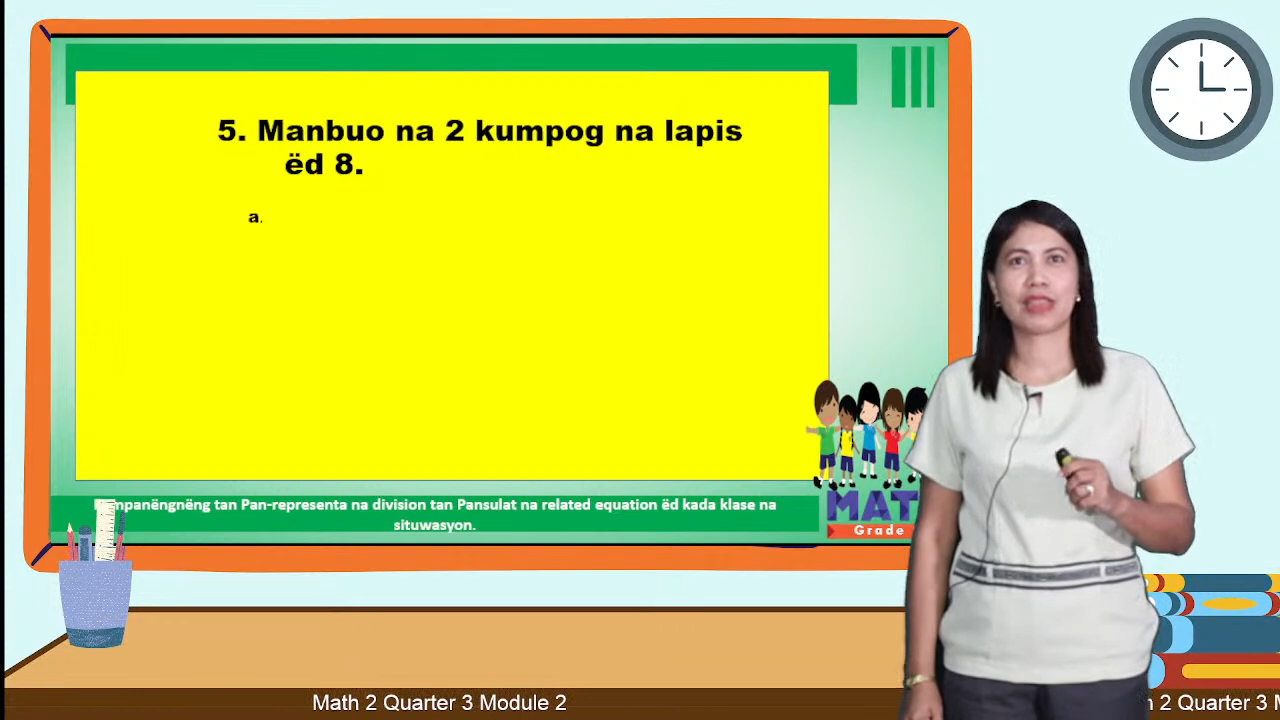 5. Manbuo na 2 kumpog na lapis
ëd 8.
a.
tan Pan-representa na division tan Pansulat na related equation ëd kada klase na
situwasyon.
MAT
Grade
Math 2 Quarter 3 Module 2
2 Quarter 3